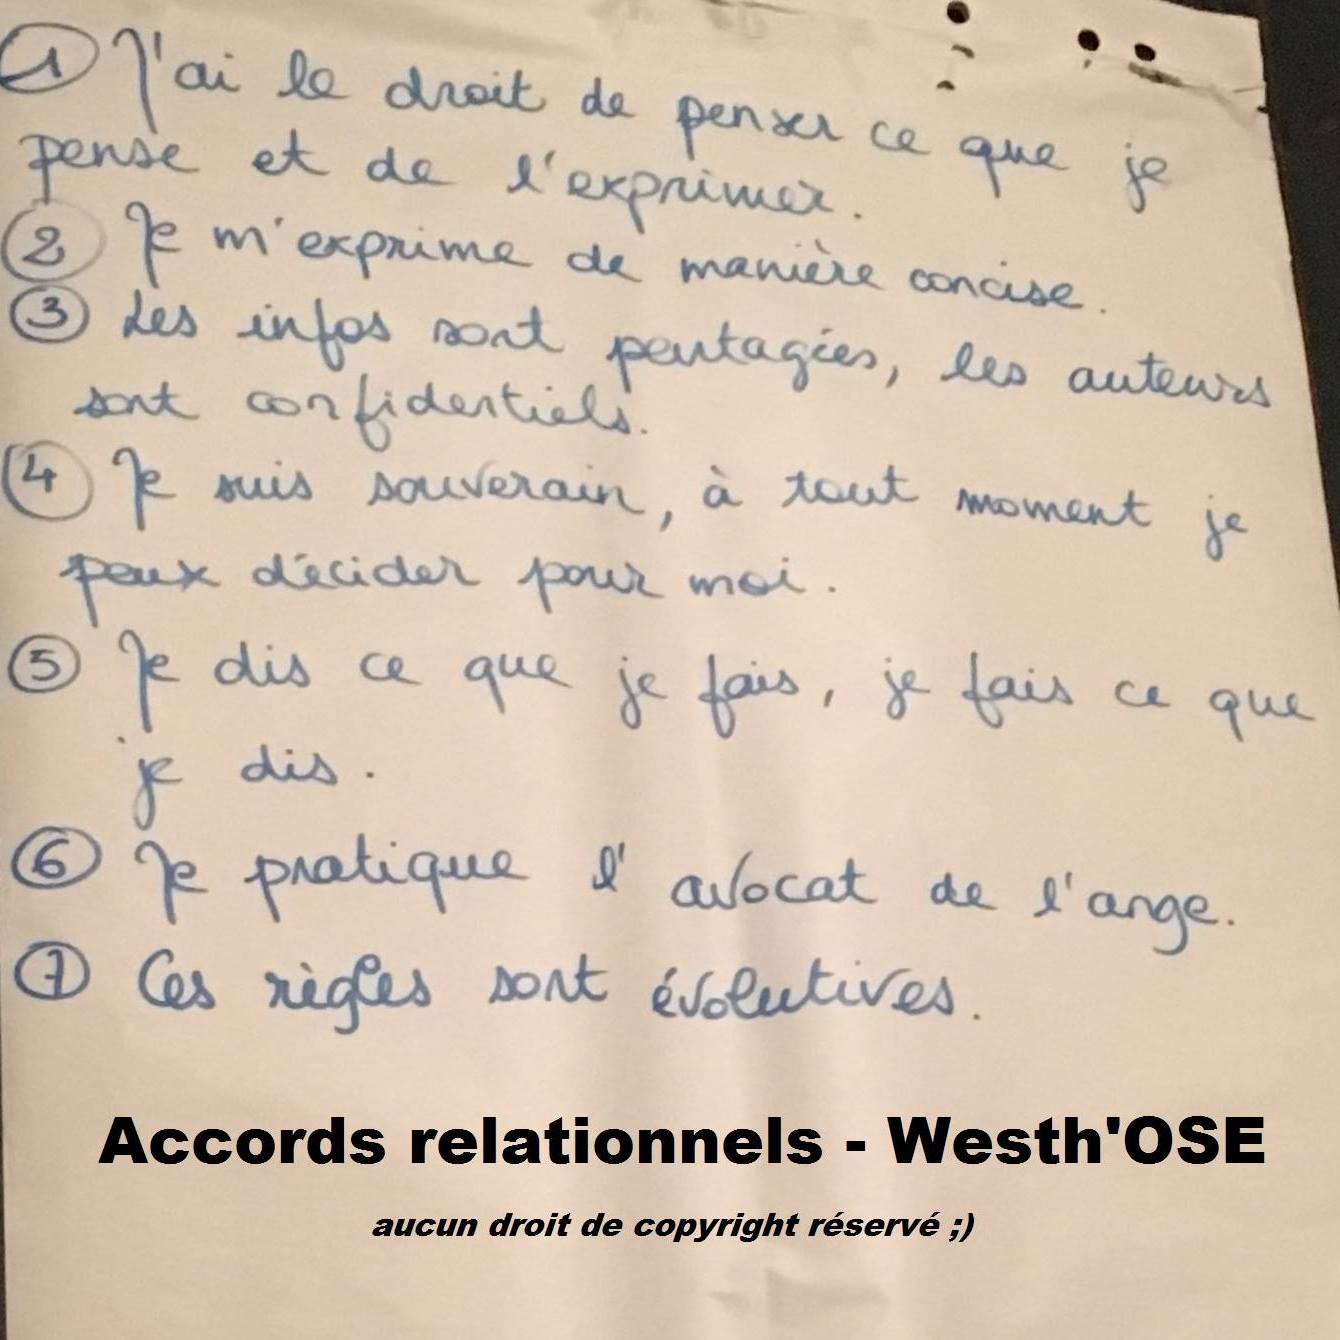 1 J'ai le droit de penser ce que je
pense et de l'exprimer.
2 Je m'exprime de manière concise.
3 Les infos sont partagées, les auteurs
sont confidentiels.
4 Je suis souverain, à tout moment je
peux décider pour moi.
5 Je dis ce que je fais, je fais ce que
je dis.
6 Je pratique l'avocat de l'ange.
7 Ces règles sont évolutives.
Accords relationnels - Westh'OSE
aucun droit de copyright réservé ;)